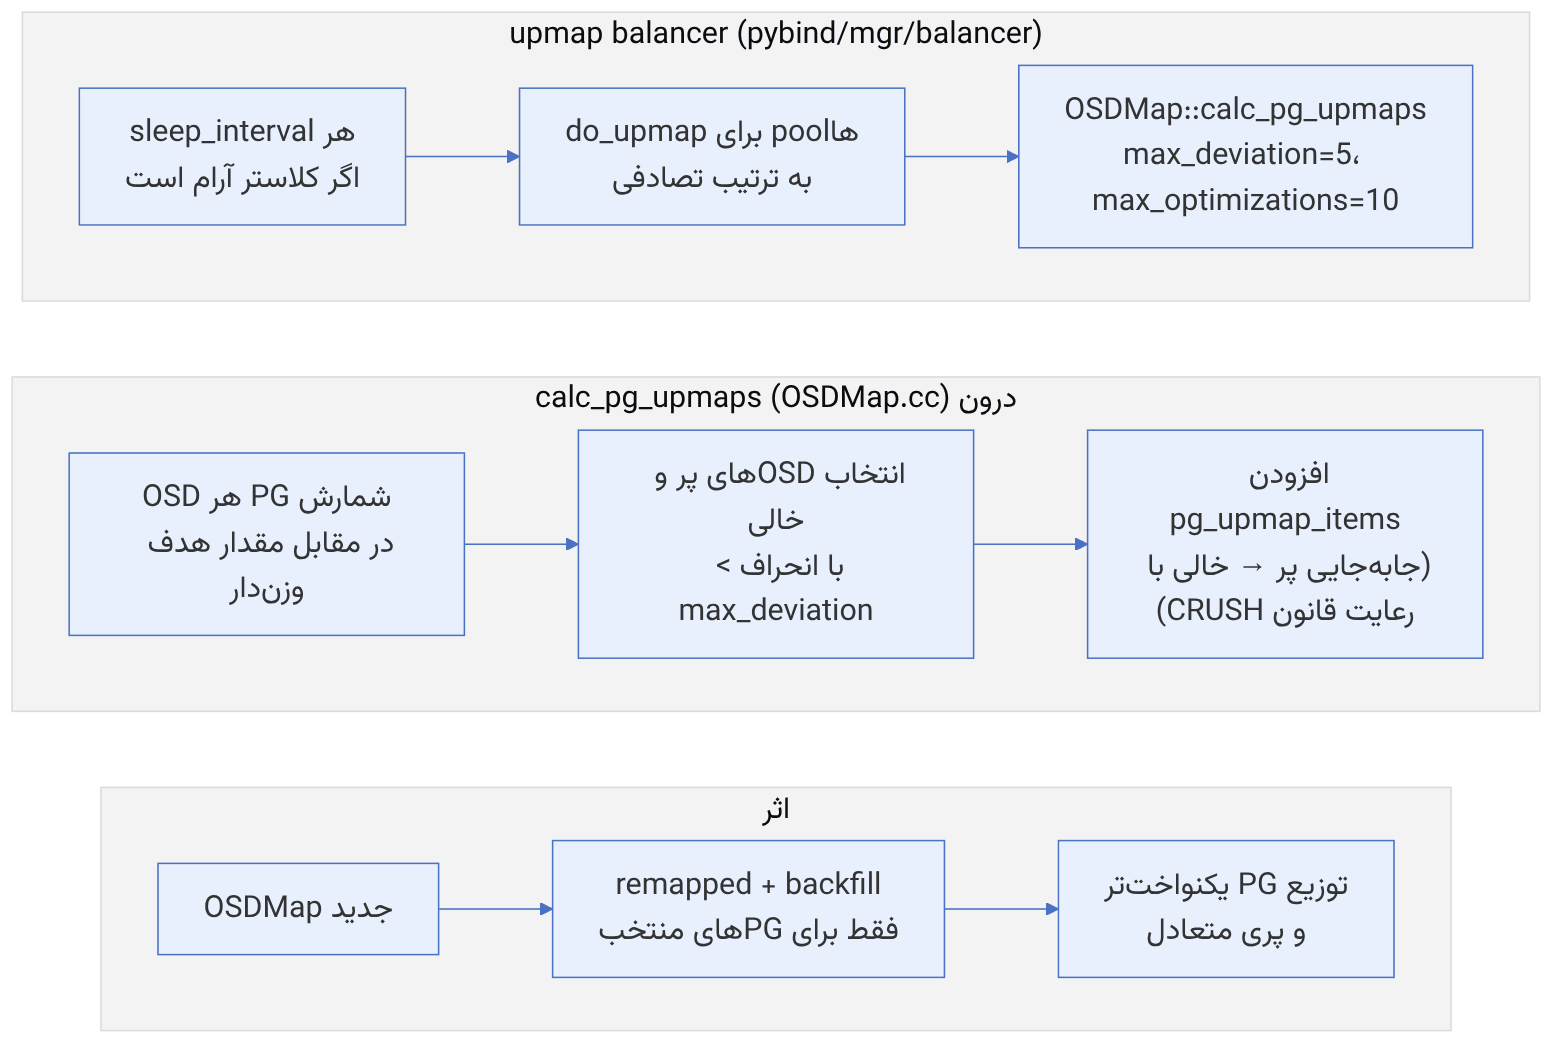 upmap balancer (pybind/mgr/balancer)
هر sleep_interval
اگر کلاستر آرام است
do_upmap برای poolها
به ترتیب تصادفی
OSDMap::calc_pg_upmaps
max_deviation=5،
max_optimizations=10
درون calc_pg_upmaps (OSDMap.cc)
شمارش PG هر OSD
در مقابل مقدار هدف
وزن‌دار
انتخاب OSDهای پر و
خالی
با انحراف >
max_deviation
افزودن
pg_upmap_items
(جابه‌جایی پر → خالی با
رعایت قانون CRUSH)
اثر
OSDMap جدید
remapped + backfill
فقط برای PGهای منتخب
توزیع PG یکنواخت‌تر
و پری متعادل